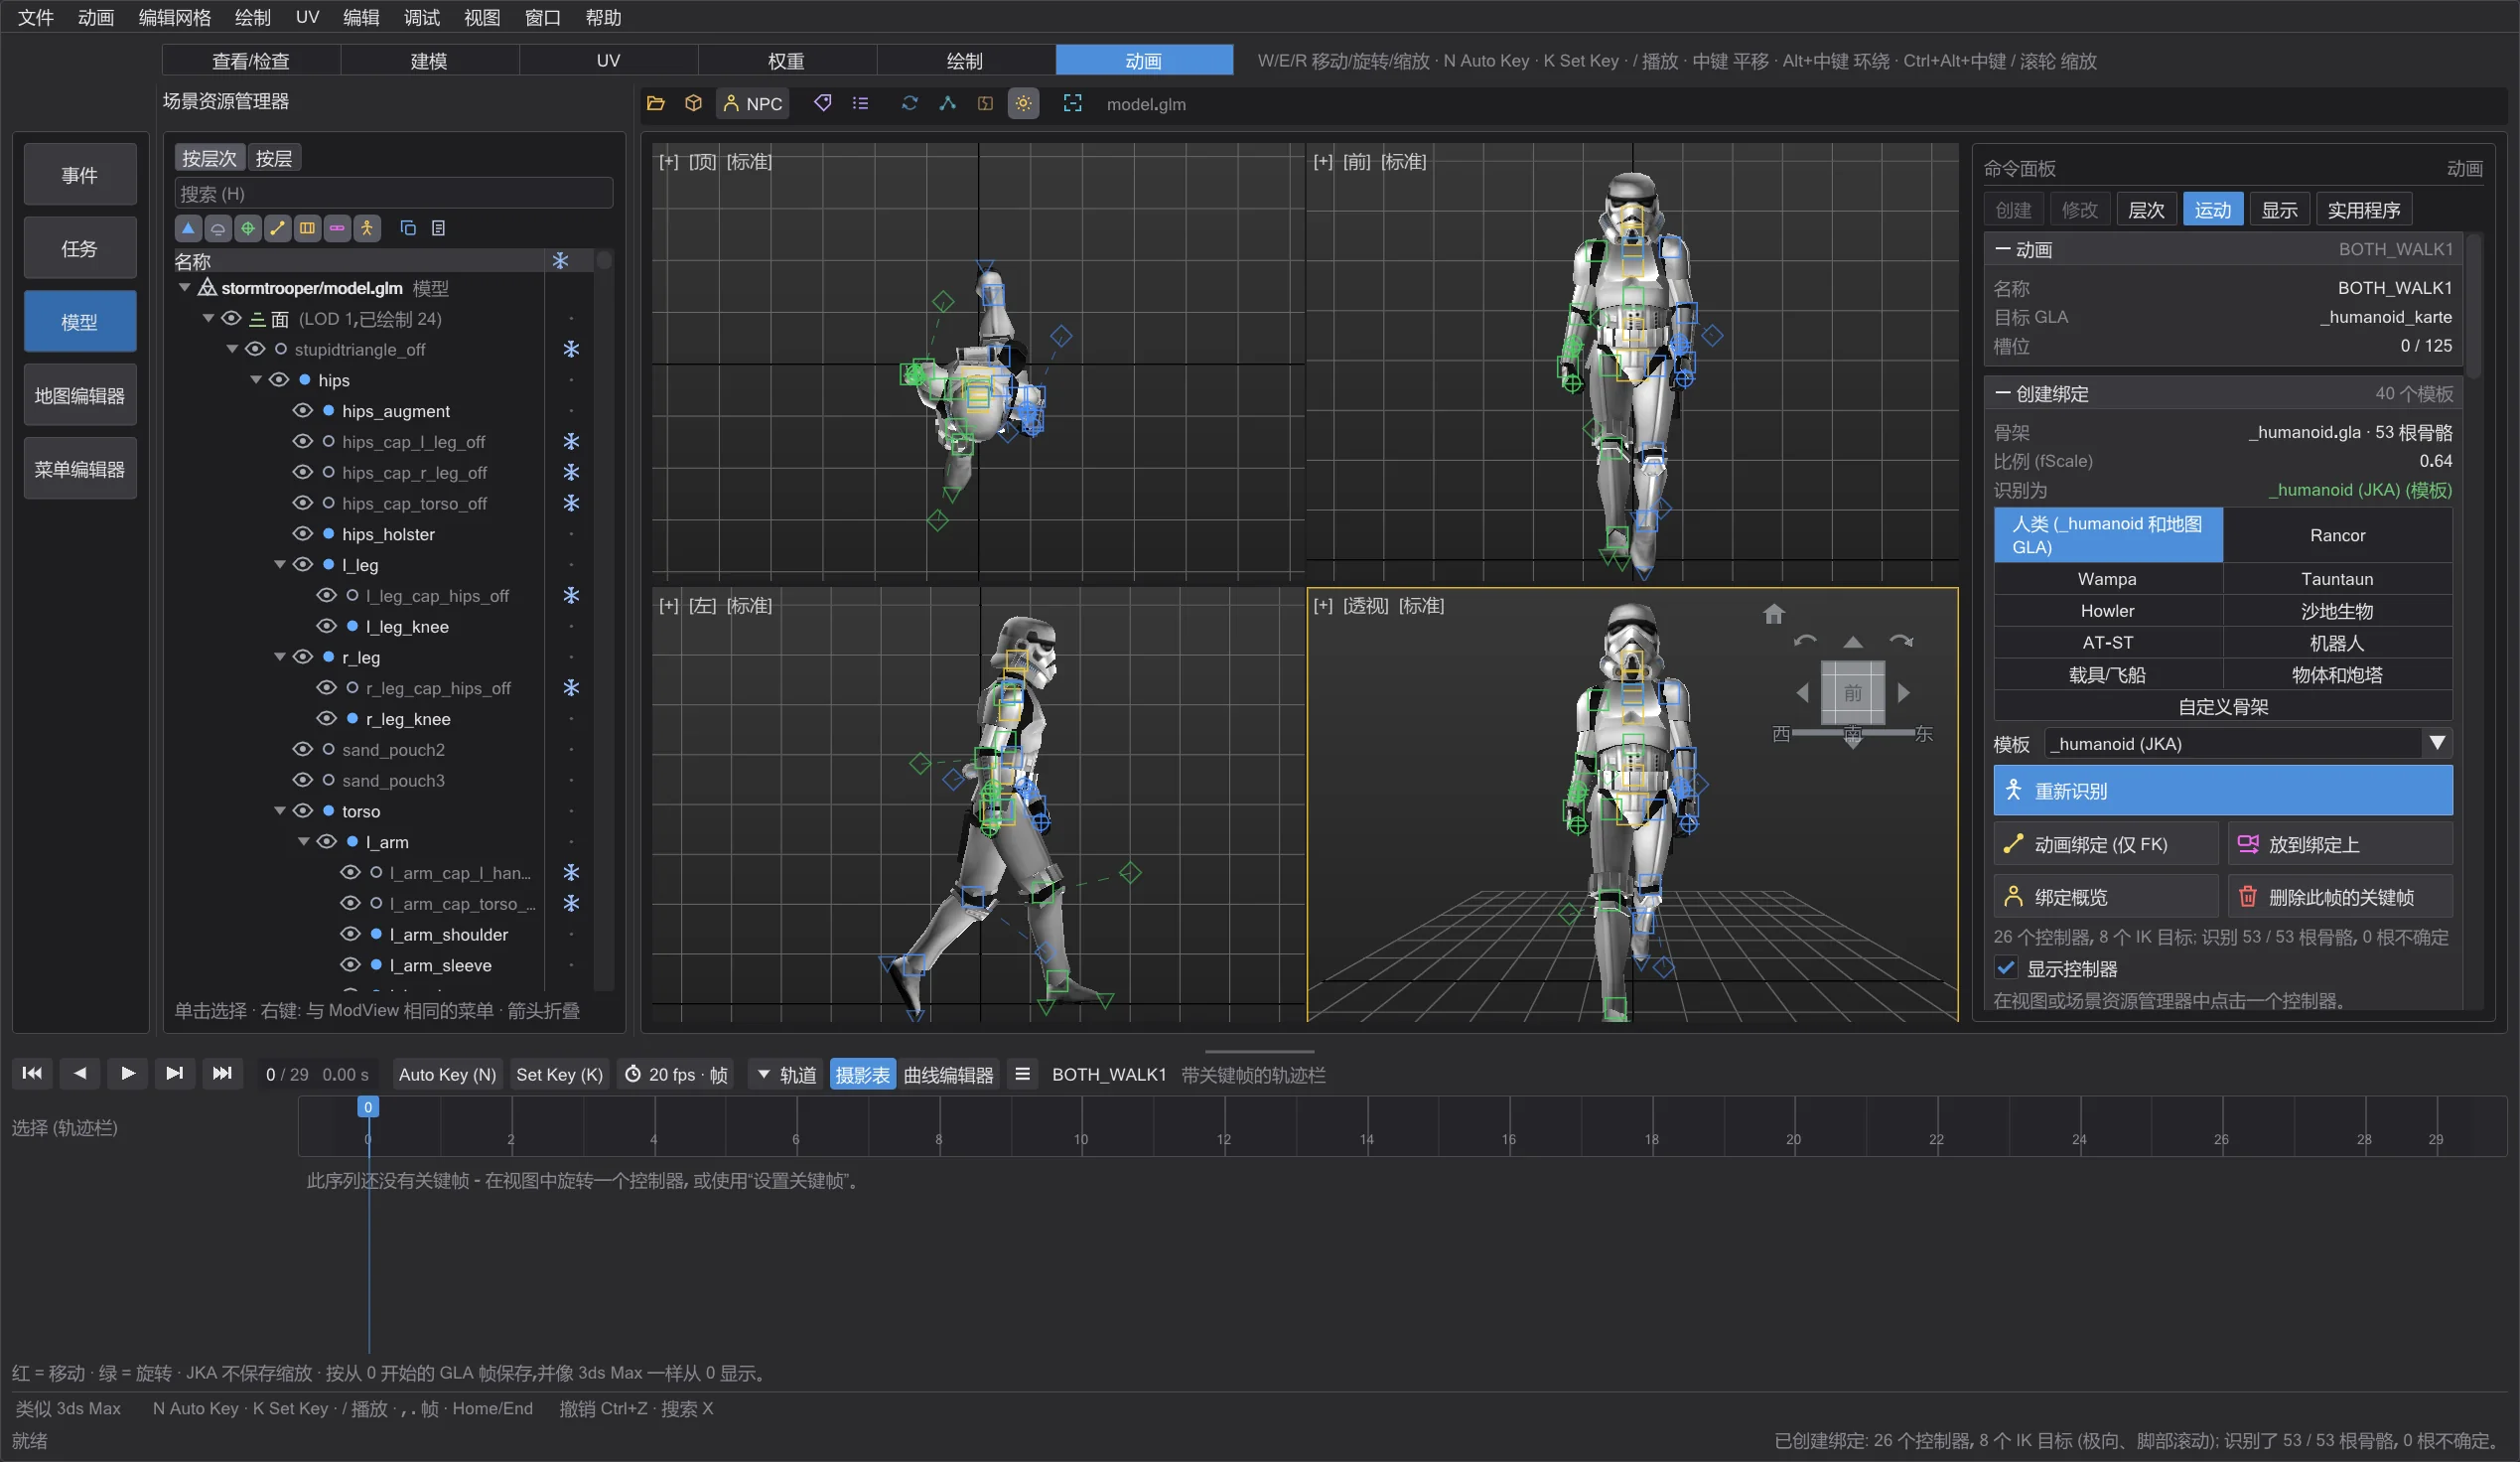 文件 动画 编辑网格 绘制 UV 编辑 调试 视图 窗口 帮助
查看/检查 建模 UV 权重 绘制 动画 W/E/R 移动/旋转/缩放 · N Auto Key · K Set Key · / 播放 · 中键 平移 · Alt+中键 环绕 · Ctrl+Alt+中键 / 滚轮 缩放
场景资源管理器
NPC model.glm
事件
任务
模型
地图编辑器
菜单编辑器
按层次 按层
搜索 (H)
名称
stormtrooper/model.glm 模型
面 (LOD 1,已绘制 24)
stupidtriangle_off
hips
hips_augment
hips_cap_l_leg_off
hips_cap_r_leg_off
hips_cap_torso_off
hips_holster
l_leg
l_leg_cap_hips_off
l_leg_knee
r_leg
r_leg_cap_hips_off
r_leg_knee
sand_pouch2
sand_pouch3
torso
l_arm
l_arm_cap_l_han...
l_arm_cap_torso_...
l_arm_shoulder
l_arm_sleeve
单击选择 · 右键: 与 ModView 相同的菜单 · 箭头折叠
[+] [顶] [标准]
[+] [前] [标准]
[+] [左] [标准]
[+] [透视] [标准]
前
西 南 东
命令面板 动画
创建 修改 层次 运动 显示 实用程序
动画 BOTH_WALK1
名称 BOTH_WALK1
目标 GLA _humanoid_karte
槽位 0 / 125
创建绑定 40 个模板
骨架 _humanoid.gla · 53 根骨骼
比例 (fScale) 0.64
识别为 _humanoid (JKA) (模板)
人类 (_humanoid 和地图
GLA)
Rancor
Wampa Tauntaun
Howler 沙地生物
AT-ST 机器人
载具/飞船 物体和炮塔
自定义骨架
模板 _humanoid (JKA)
重新识别
动画绑定 (仅 FK) 放到绑定上
绑定概览 删除此帧的关键帧
26 个控制器, 8 个 IK 目标; 识别 53 / 53 根骨骼, 0 根不确定
显示控制器
在视图或场景资源管理器中点击一个控制器。
0 / 29 0.00 s Auto Key (N) Set Key (K) 20 fps · 帧 轨道 摄影表 曲线编辑器 BOTH_WALK1 带关键帧的轨迹栏
选择 (轨迹栏)
0
0 2 4 6 8 10 12 14 16 18 20 22 24 26 28 29
此序列还没有关键帧 - 在视图中旋转一个控制器, 或使用“设置关键帧”。
红 = 移动 · 绿 = 旋转 · JKA 不保存缩放 · 按从 0 开始的 GLA 帧保存,并像 3ds Max 一样从 0 显示。
类似 3ds Max N Auto Key · K Set Key · / 播放 · , . 帧 · Home/End 撤销 Ctrl+Z · 搜索 X
就绪 已创建绑定: 26 个控制器, 8 个 IK 目标 (极向、脚部滚动); 识别了 53 / 53 根骨骼, 0 根不确定。